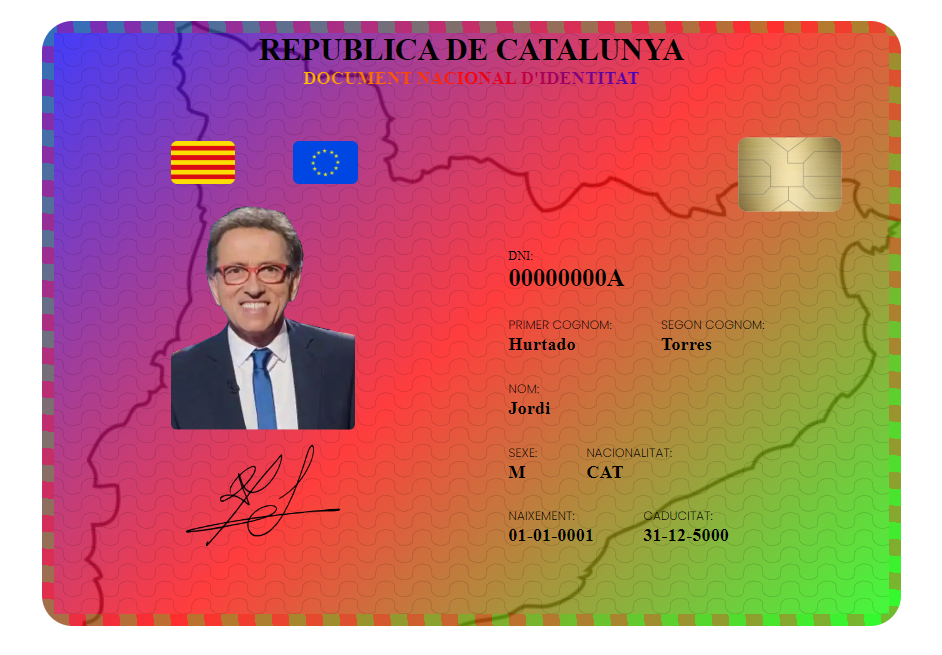 REPUBLICA DE CATALUNYA
DOCUMENT NACIONAL D'IDENTITAT
DNI:
00000000A
PRIMER COGNOM: SEGON COGNOM:
Hurtado Torres
NOM:
Jordi
SEXE: NACIONALITAT:
M CAT
NAIXEMENT: CADUCITAT:
01-01-0001 31-12-5000